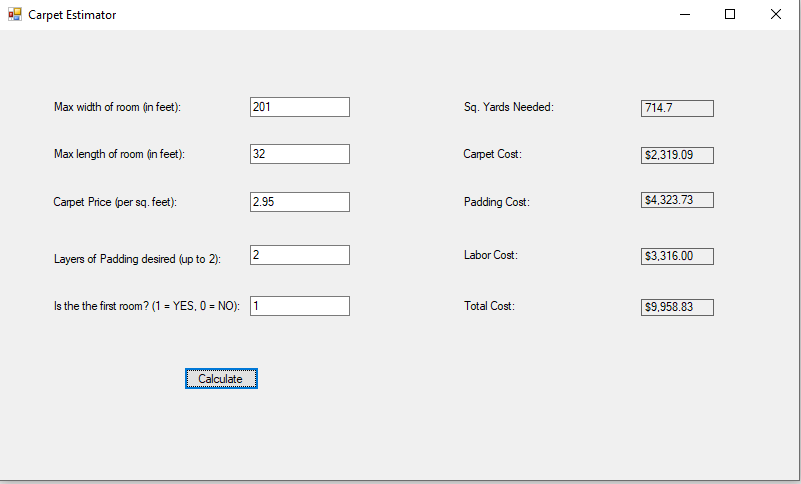 Carpet Estimator
Max width of room (in feet): 201
Sq. Yards Needed: 714.7
Max length of room (in feet): 32
Carpet Cost: $2,319.09
Carpet Price (per sq. feet): 2.95
Padding Cost: $4,323.73
Layers of Padding desired (up to 2): 2
Labor Cost: $3,316.00
Is the the first room? (1 = YES, 0 = NO): 1
Total Cost: $9,958.83
Calculate